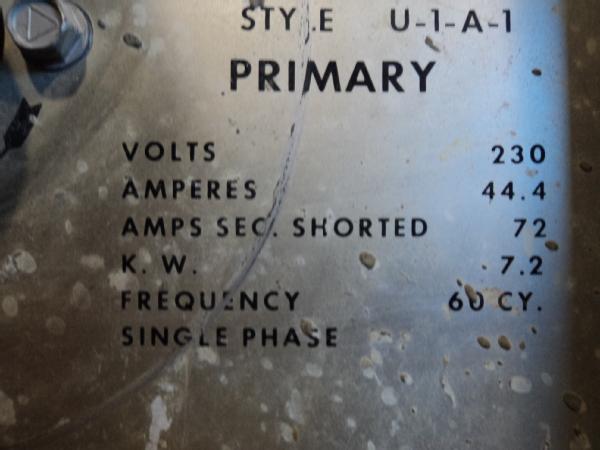 STYLE U-1-A-1
PRIMARY
VOLTS 230
AMPERES 44.4
AMPS SEC. SHORTED 72
K. W. 7.2
FREQUENCY 60 CY.
SINGLE PHASE